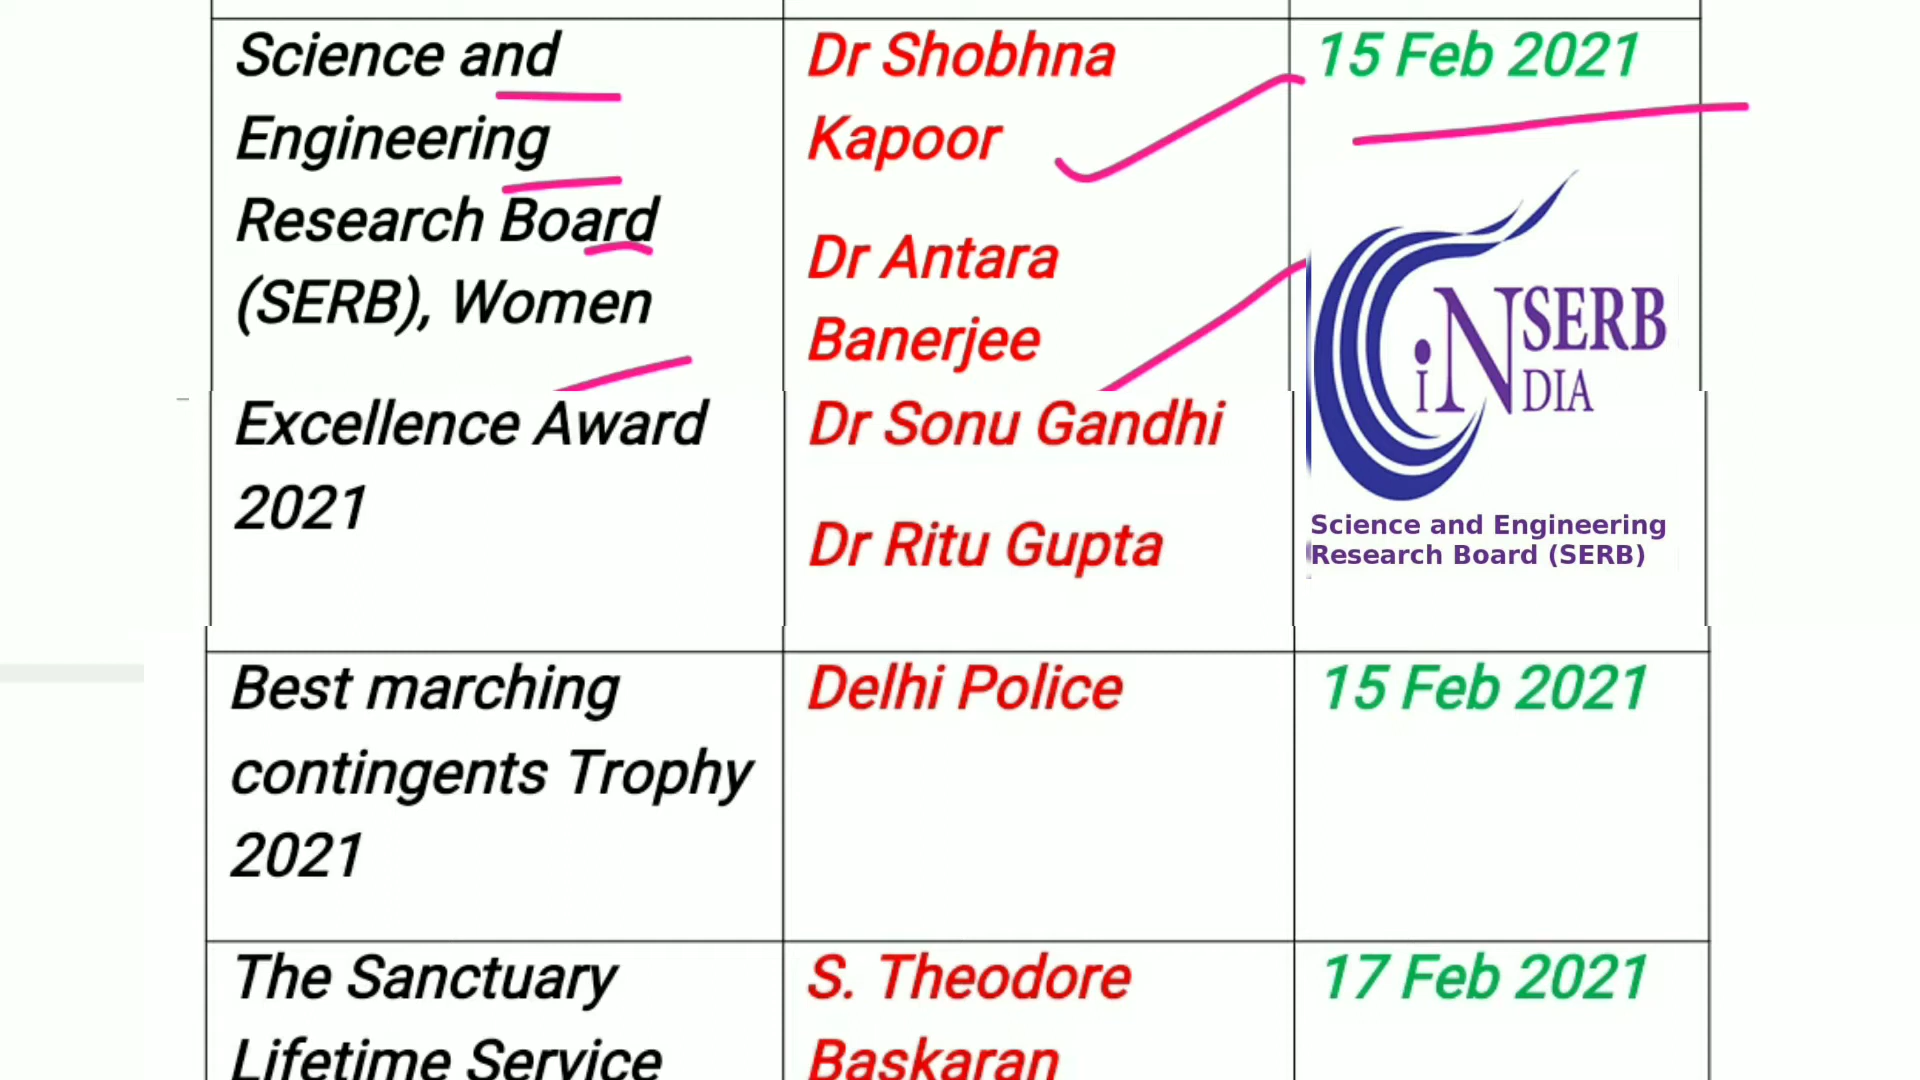 Science and
Engineering
Research Board
(SERB), Women
Excellence Award
2021
Dr Shobhna
Kapoor
Dr Antara
Banerjee
Dr Sonu Gandhi
Dr Ritu Gupta
15 Feb 2021
SERB
iNDIA
Science and Engineering
Research Board (SERB)
Best marching
contingents Trophy
2021
Delhi Police
15 Feb 2021
The Sanctuary
Lifetime Service
S. Theodore
Baskaran
17 Feb 2021